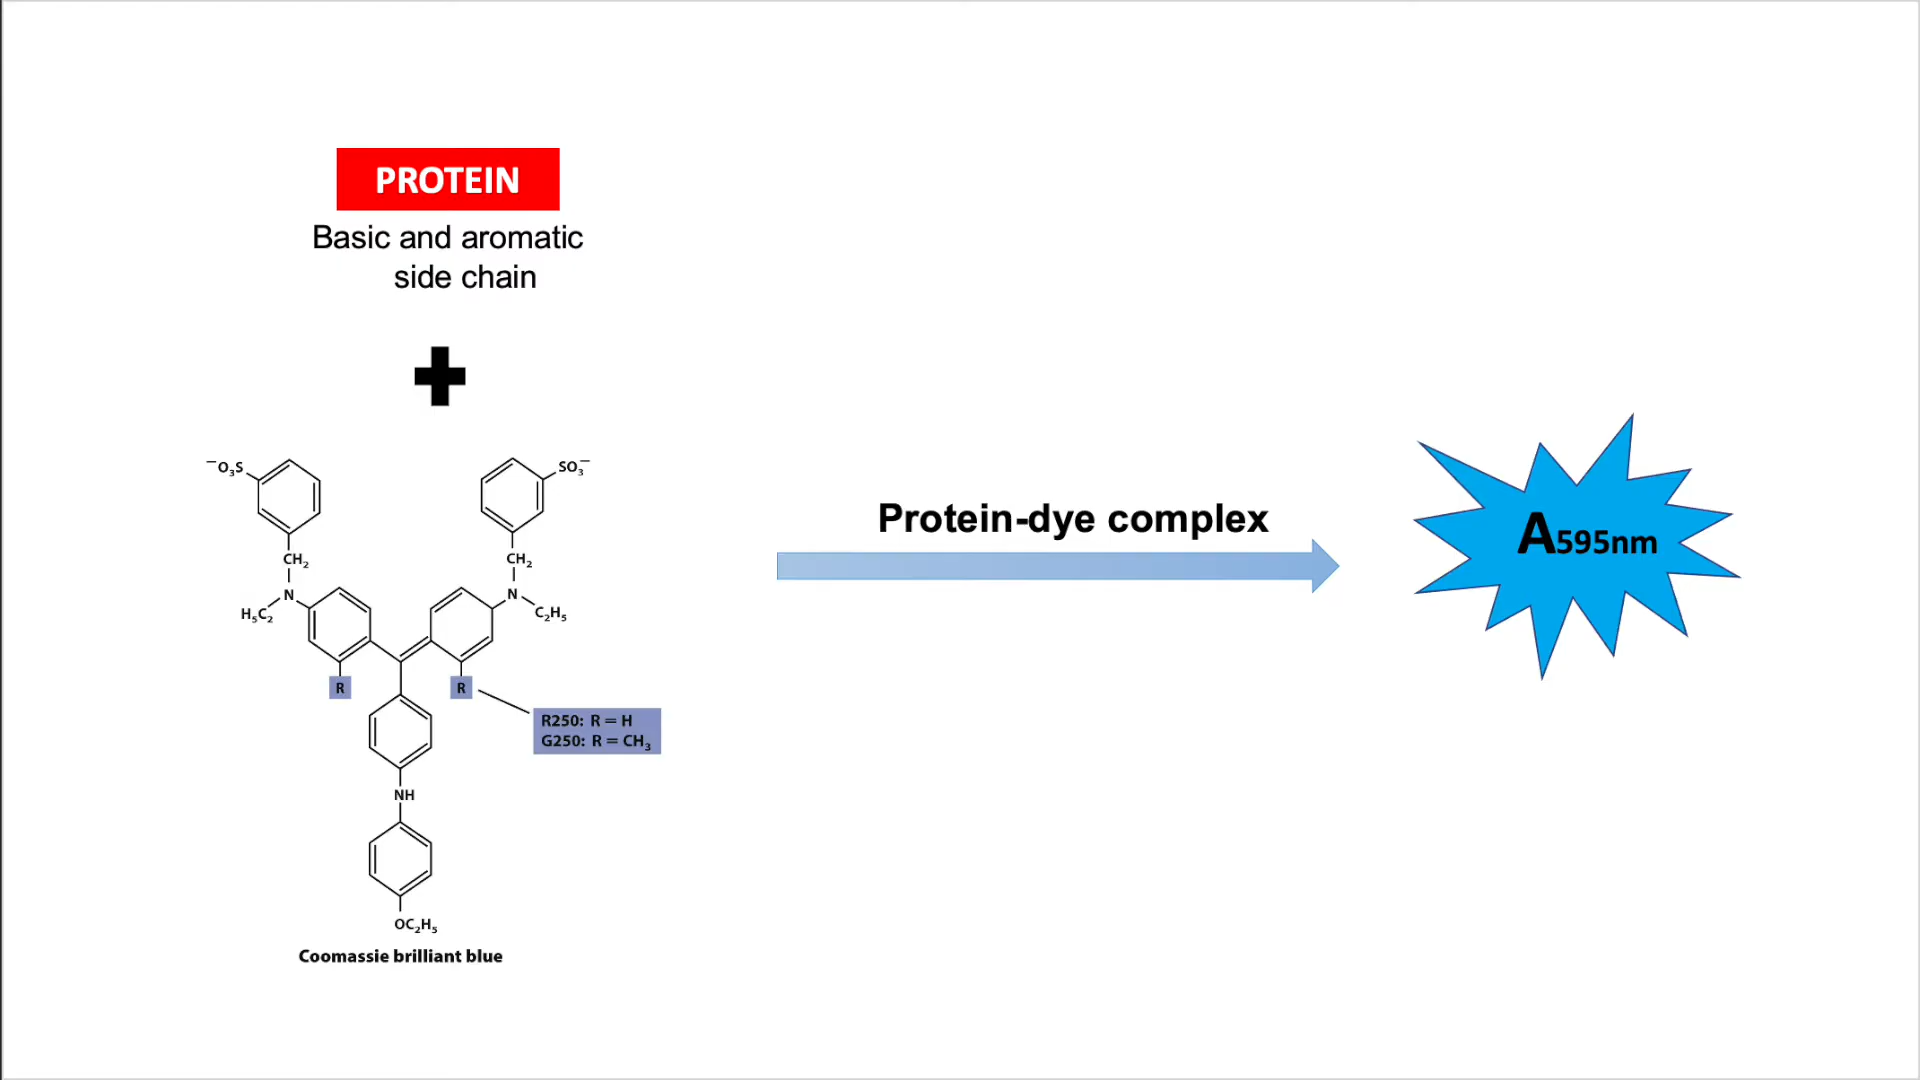 PROTEIN
Basic and aromatic
side chain
⁻O₃S
SO₃⁻
CH₂
CH₂
N
N
H₅C₂
C₂H₅
R
R
R250: R = H
G250: R = CH₃
NH
OC₂H₅
Coomassie brilliant blue
Protein-dye complex
A595nm